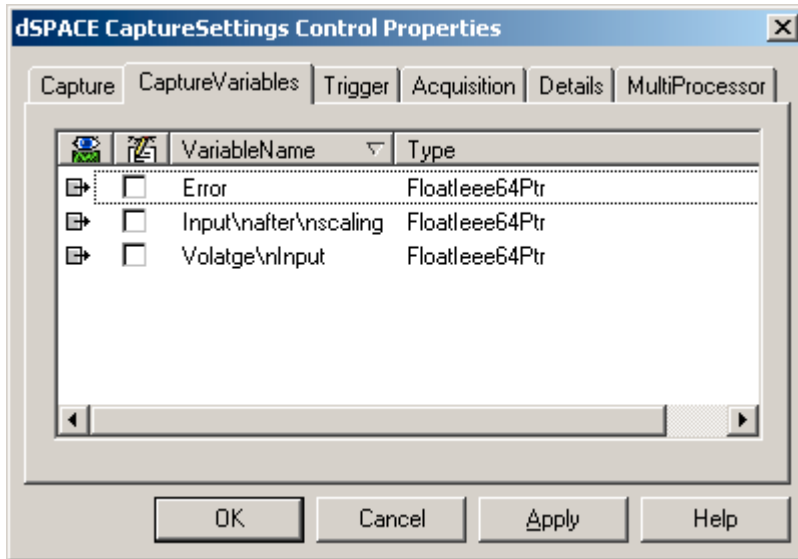 dSPACE CaptureSettings Control Properties
Capture CaptureVariables Trigger Acquisition Details MultiProcessor
VariableName Type
Error FloatIeee64Ptr
Input\nafter\nscaling FloatIeee64Ptr
Volatge\nInput FloatIeee64Ptr
OK Cancel Apply Help